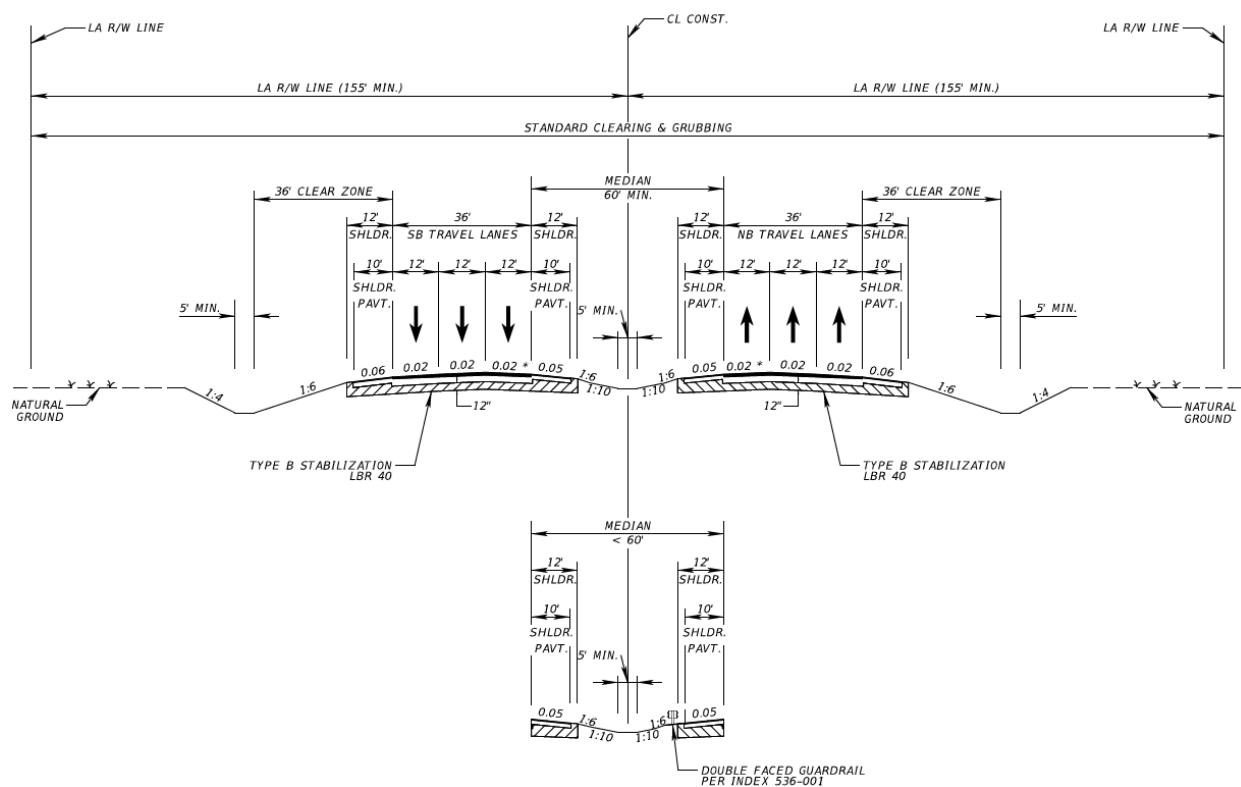 LA R/W LINE
CL CONST.
LA R/W LINE
LA R/W LINE (155' MIN.)
LA R/W LINE (155' MIN.)
STANDARD CLEARING & GRUBBING
36' CLEAR ZONE
MEDIAN
60' MIN.
36' CLEAR ZONE
12'
SHLDR.
36'
SB TRAVEL LANES
12'
SHLDR.
12'
SHLDR.
36'
NB TRAVEL LANES
12'
SHLDR.
10'
SHLDR.
PAVT.
12'
12'
12'
10'
SHLDR.
PAVT.
10'
SHLDR.
PAVT.
12'
12'
12'
10'
SHLDR.
PAVT.
5' MIN.
5' MIN.
5' MIN.
0.06
0.02
0.02
0.02 *
0.05
1:6
1:10
1:6
1:10
0.05
0.02 *
0.02
0.02
0.06
1:4
1:6
1:6
1:4
NATURAL
GROUND
12"
12"
NATURAL
GROUND
TYPE B STABILIZATION
LBR 40
TYPE B STABILIZATION
LBR 40
MEDIAN
< 60'
12'
SHLDR.
12'
SHLDR.
10'
SHLDR.
PAVT.
10'
SHLDR.
PAVT.
5' MIN.
0.05
1:6
1:10
1:6
1:10
0.05
DOUBLE FACED GUARDRAIL
PER INDEX 536-001